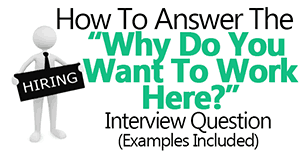 How To Answer The
“Why Do You
Want To Work
Here?”
Interview Question
(Examples Included)
HIRING